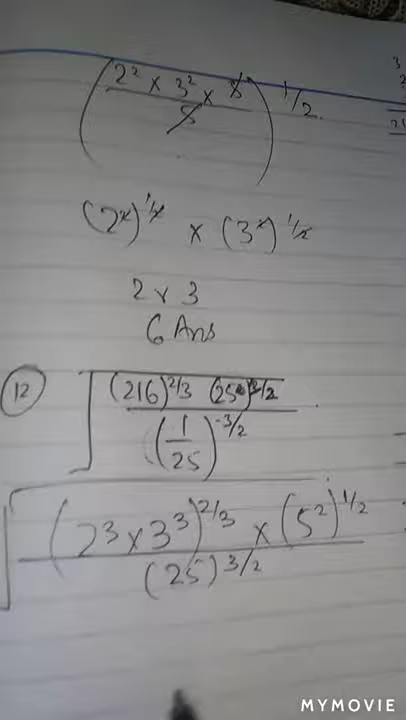 (2² × 3² × 5 / 5)^1/2
(2²)^1/2 × (3²)^1/2
2 × 3
6 Ans
12 √((216)^2/3 (25)^3/2 / (1/25)^-3/2)
√((2³ × 3³)^2/3 × (5²)^1/2 / (25)^3/2)
MYMOVIE